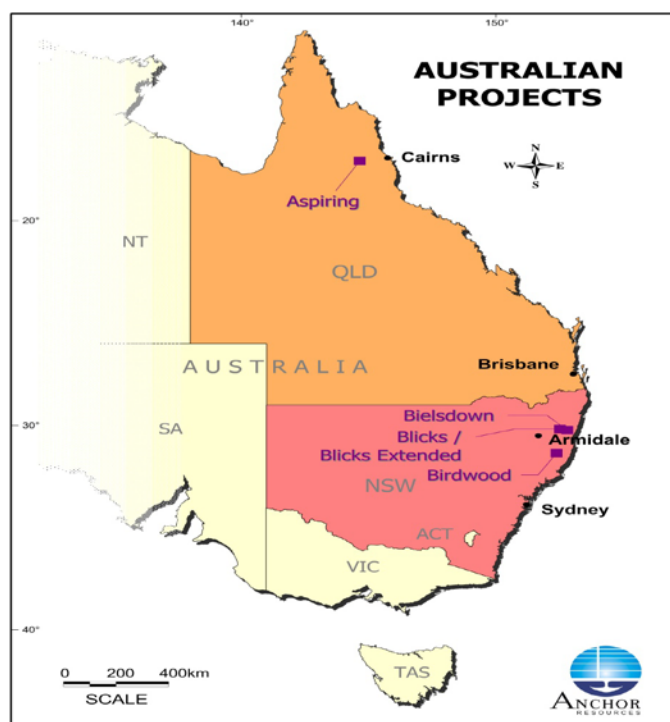 140°
150°
AUSTRALIAN
PROJECTS
N
W E
S
Cairns
Aspiring
20°
NT
QLD
AUSTRALIA
Brisbane
Bielsdown
30°
SA
Blicks /
Armidale
Blicks Extended
Birdwood
NSW
Sydney
ACT
VIC
40°
0 200 400km
SCALE
TAS
ANCHOR
RESOURCES